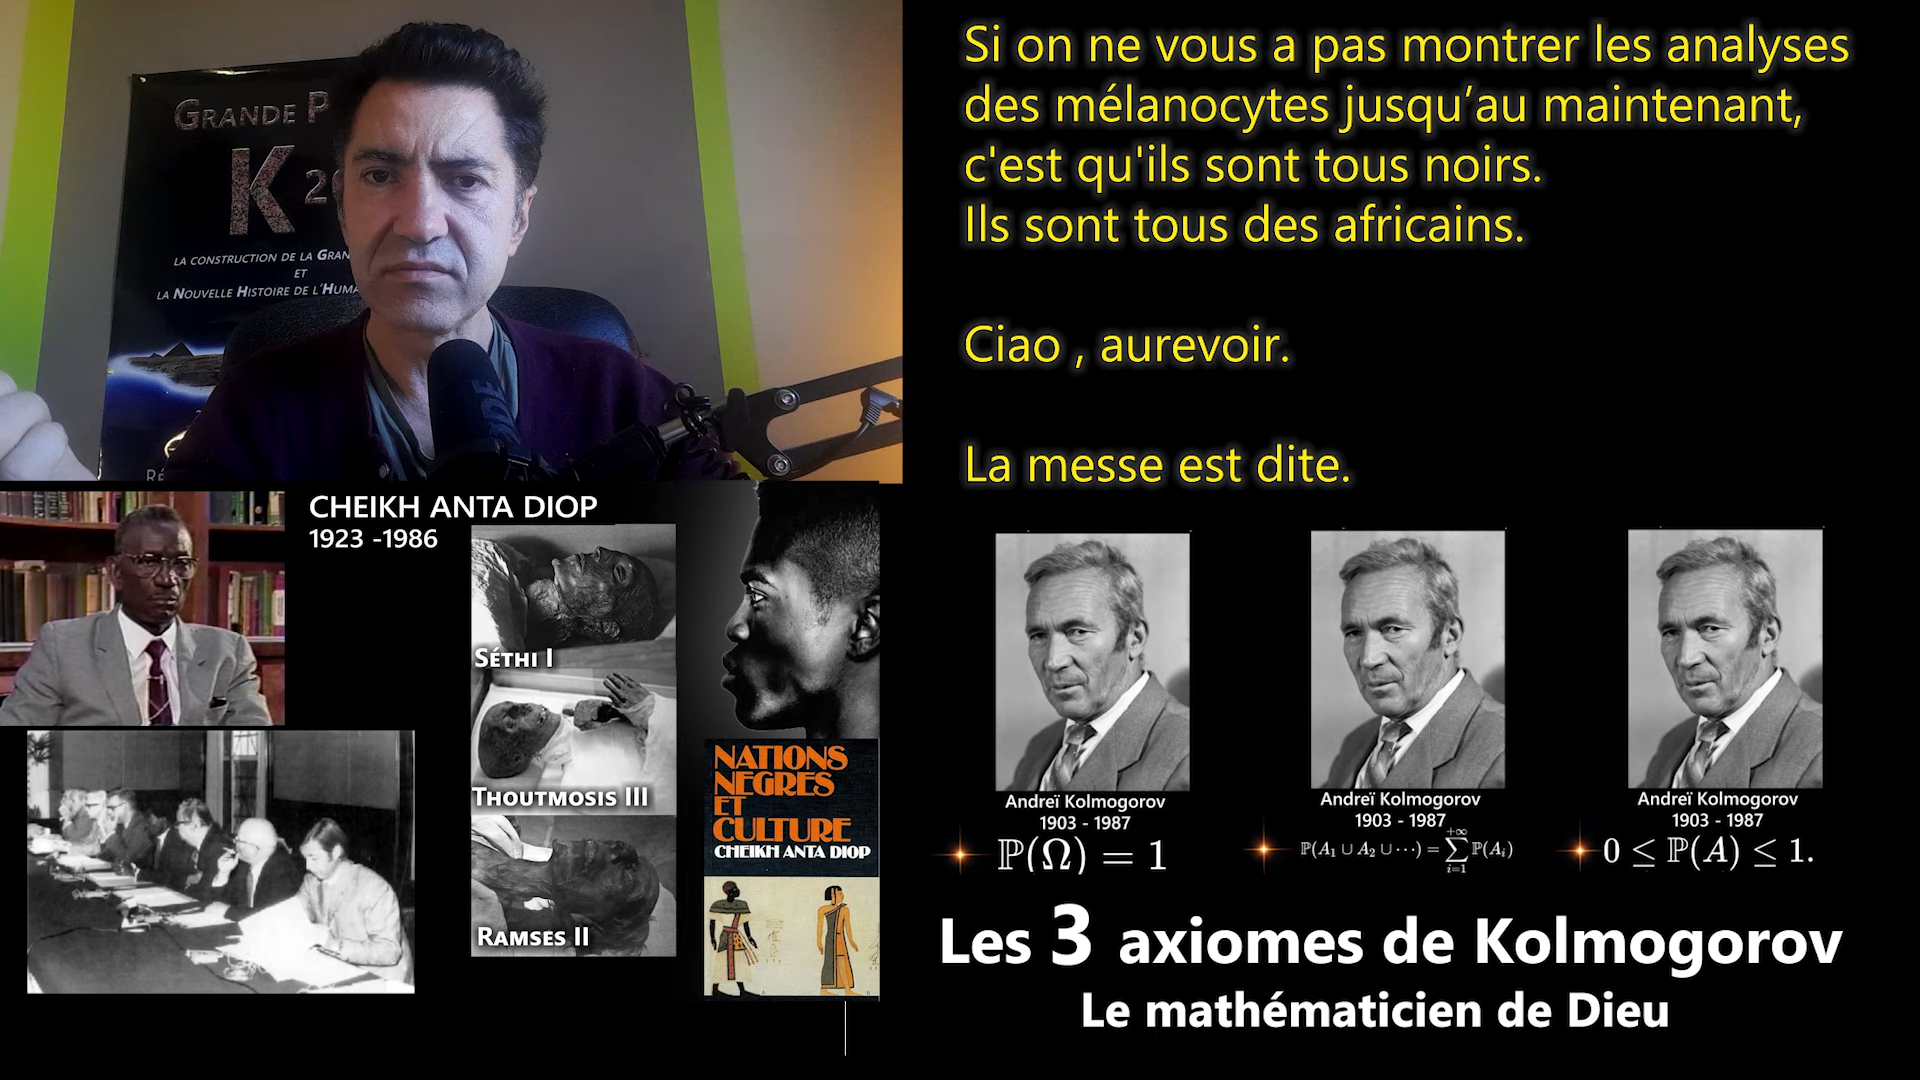 GRANDE P
K 20
LA CONSTRUCTION DE LA GRAN
ET
LA NOUVELLE HISTOIRE DE L'HUMA
RÉ
Si on ne vous a pas montrer les analyses
des mélanocytes jusqu’au maintenant,
c'est qu'ils sont tous noirs.
Ils sont tous des africains.
Ciao , aurevoir.
La messe est dite.
CHEIKH ANTA DIOP
1923 -1986
SÉTHI I
THOUTMOSIS III
RAMSES II
NATIONS
NEGRES
ET
CULTURE
CHEIKH ANTA DIOP
Andreï Kolmogorov
1903 - 1987
ℙ(Ω) = 1
Andreï Kolmogorov
1903 - 1987
ℙ(A₁ ∪ A₂ ∪ ⋯) = ∑_{i=1}^{+∞} ℙ(Aᵢ)
Andreï Kolmogorov
1903 - 1987
0 ≤ ℙ(A) ≤ 1.
Les 3 axiomes de Kolmogorov
Le mathématicien de Dieu